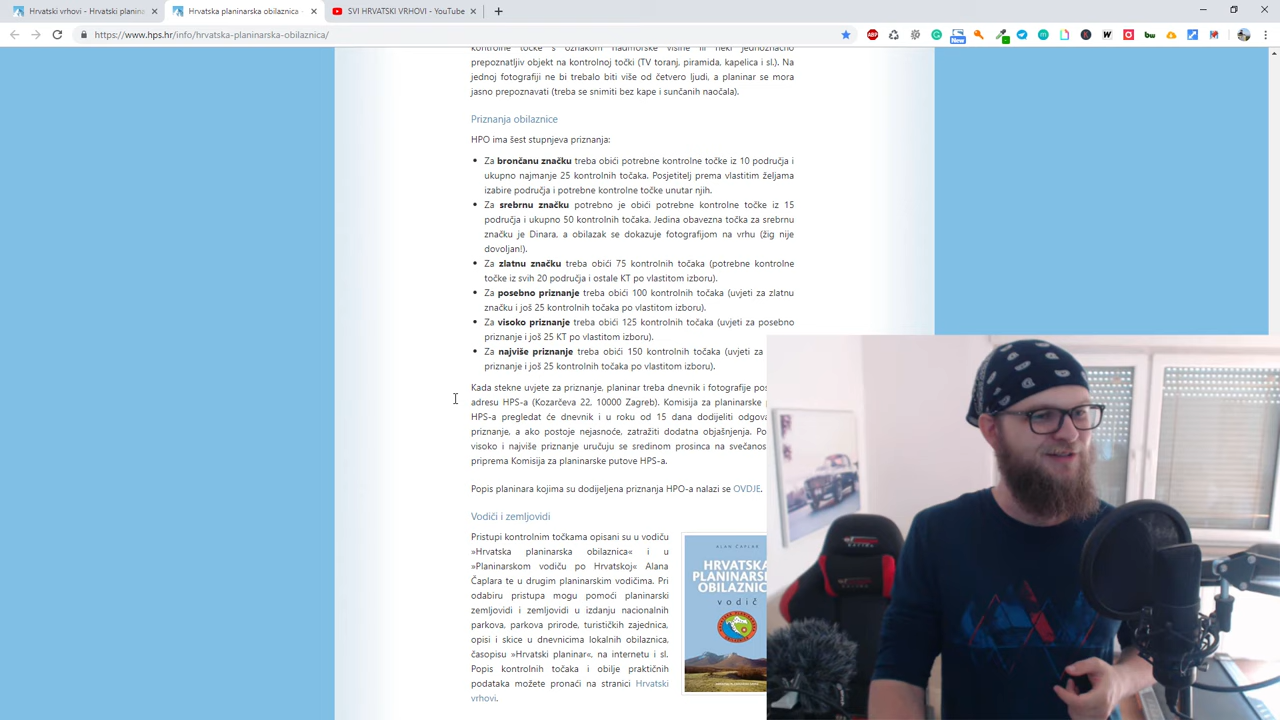 Hrvatski vrhovi - Hrvatski planina
Hrvatska planinarska obilaznica -
SVI HRVATSKI VRHOVI - YouTube
https://www.hps.hr/info/hrvatska-planinarska-obilaznica/
ABP
New
kontrolne točke s oznakom nadmorske visine ili neki jednoznačno
prepoznatljiv objekt na kontrolnoj točki (TV toranj, piramida, kapelica i sl.). Na
jednoj fotografiji ne bi trebalo biti više od četvero ljudi, a planinar se mora
jasno prepoznavati (treba se snimiti bez kape i sunčanih naočala).
Priznanja obilaznice
HPO ima šest stupnjeva priznanja:
Za brončanu značku treba obići potrebne kontrolne točke iz 10 područja i
ukupno najmanje 25 kontrolnih točaka. Posjetitelj prema vlastitim željama
izabire područja i potrebne kontrolne točke unutar njih.
Za srebrnu značku potrebno je obići potrebne kontrolne točke iz 15
područja i ukupno 50 kontrolnih točaka. Jedina obavezna točka za srebrnu
značku je Dinara, a obilazak se dokazuje fotografijom na vrhu (žig nije
dovoljan!).
Za zlatnu značku treba obići 75 kontrolnih točaka (potrebne kontrolne
točke iz svih 20 područja i ostale KT po vlastitom izboru).
Za posebno priznanje treba obići 100 kontrolnih točaka (uvjeti za zlatnu
značku i još 25 kontrolnih točaka po vlastitom izboru).
Za visoko priznanje treba obići 125 kontrolnih točaka (uvjeti za posebno
priznanje i još 25 KT po vlastitom izboru).
Za najviše priznanje treba obići 150 kontrolnih točaka (uvjeti za
priznanje i još 25 kontrolnih točaka po vlastitom izboru).
Kada stekne uvjete za priznanje, planinar treba dnevnik i fotografije pos
adresu HPS-a (Kozarčeva 22, 10000 Zagreb). Komisija za planinarske p
HPS-a pregledat će dnevnik i u roku od 15 dana dodijeliti odgova
priznanje, a ako postoje nejasnoće, zatražiti dodatna objašnjenja. Po
visoko i najviše priznanje uručuju se sredinom prosinca na svečanos
priprema Komisija za planinarske putove HPS-a.
Popis planinara kojima su dodijeljena priznanja HPO-a nalazi se OVDJE.
Vodiči i zemljovidi
Pristupi kontrolnim točkama opisani su u vodiču
»Hrvatska planinarska obilaznica« i u
»Planinarskom vodiču po Hrvatskoj« Alana
Čaplara te u drugim planinarskim vodičima. Pri
odabiru pristupa mogu pomoći planinarski
zemljovidi i zemljovidi u izdanju nacionalnih
parkova, parkova prirode, turističkih zajednica,
opisi i skice u dnevnicima lokalnih obilaznica,
časopisu »Hrvatski planinar«, na internetu i sl.
Popis kontrolnih točaka i obilje praktičnih
podataka možete pronaći na stranici Hrvatski
vrhovi.
ALAN ČAPLAR
HRVATSKA
PLANINARSKA
OBILAZNICA
vodič